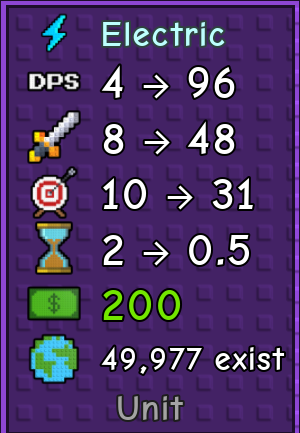 Electric
DPS 4 → 96
8 → 48
10 → 31
2 → 0.5
$ 200
49,977 exist
Unit